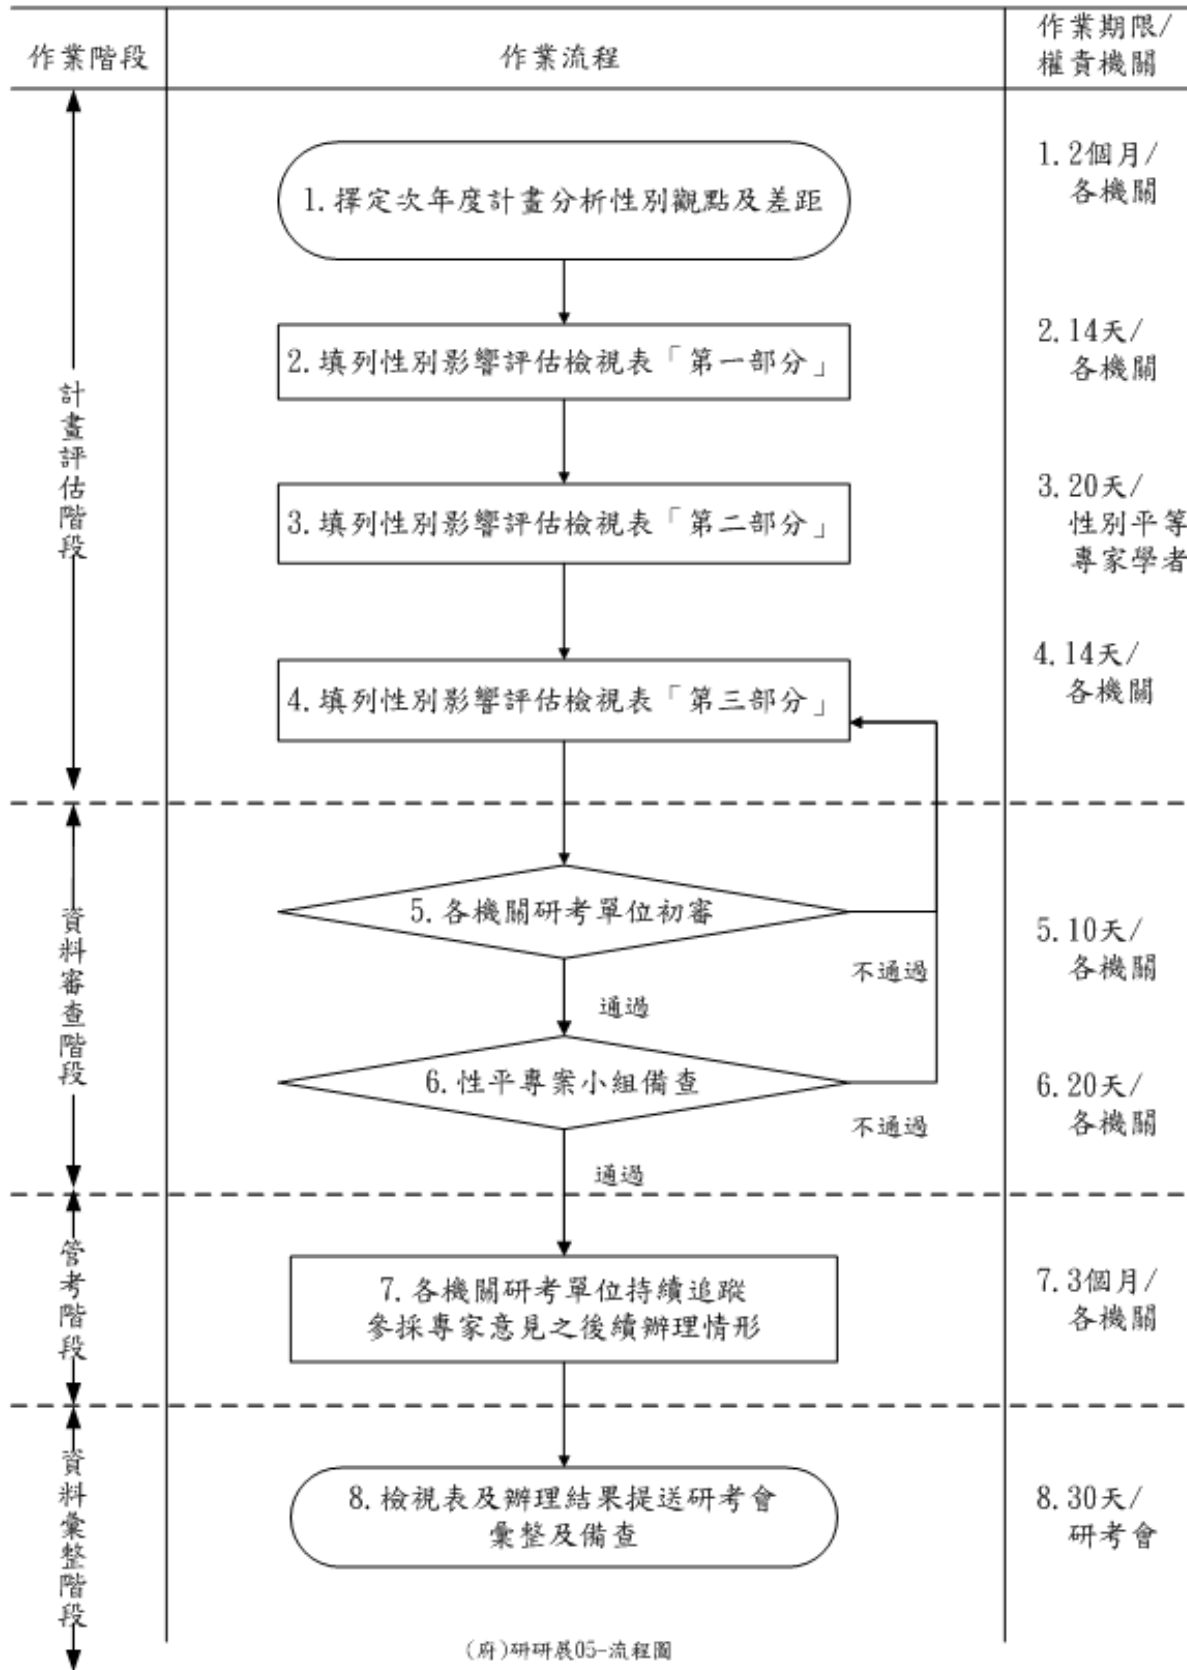 作業階段
作業流程
作業期限/
權責機關
計畫評估階段
1.擇定次年度計畫分析性別觀點及差距
1.2個月/
各機關
2.填列性別影響評估檢視表「第一部分」
2.14天/
各機關
3.填列性別影響評估檢視表「第二部分」
3.20天/
性別平等
專家學者
4.填列性別影響評估檢視表「第三部分」
4.14天/
各機關
資料審查階段
5.各機關研考單位初審
不通過
通過
5.10天/
各機關
6.性平專案小組備查
不通過
通過
6.20天/
各機關
管考階段
7.各機關研考單位持續追蹤
參採專家意見之後續辦理情形
7.3個月/
各機關
資料彙整階段
8.檢視表及辦理結果提送研考會
彙整及備查
8.30天/
研考會
(府)研研展05-流程圖